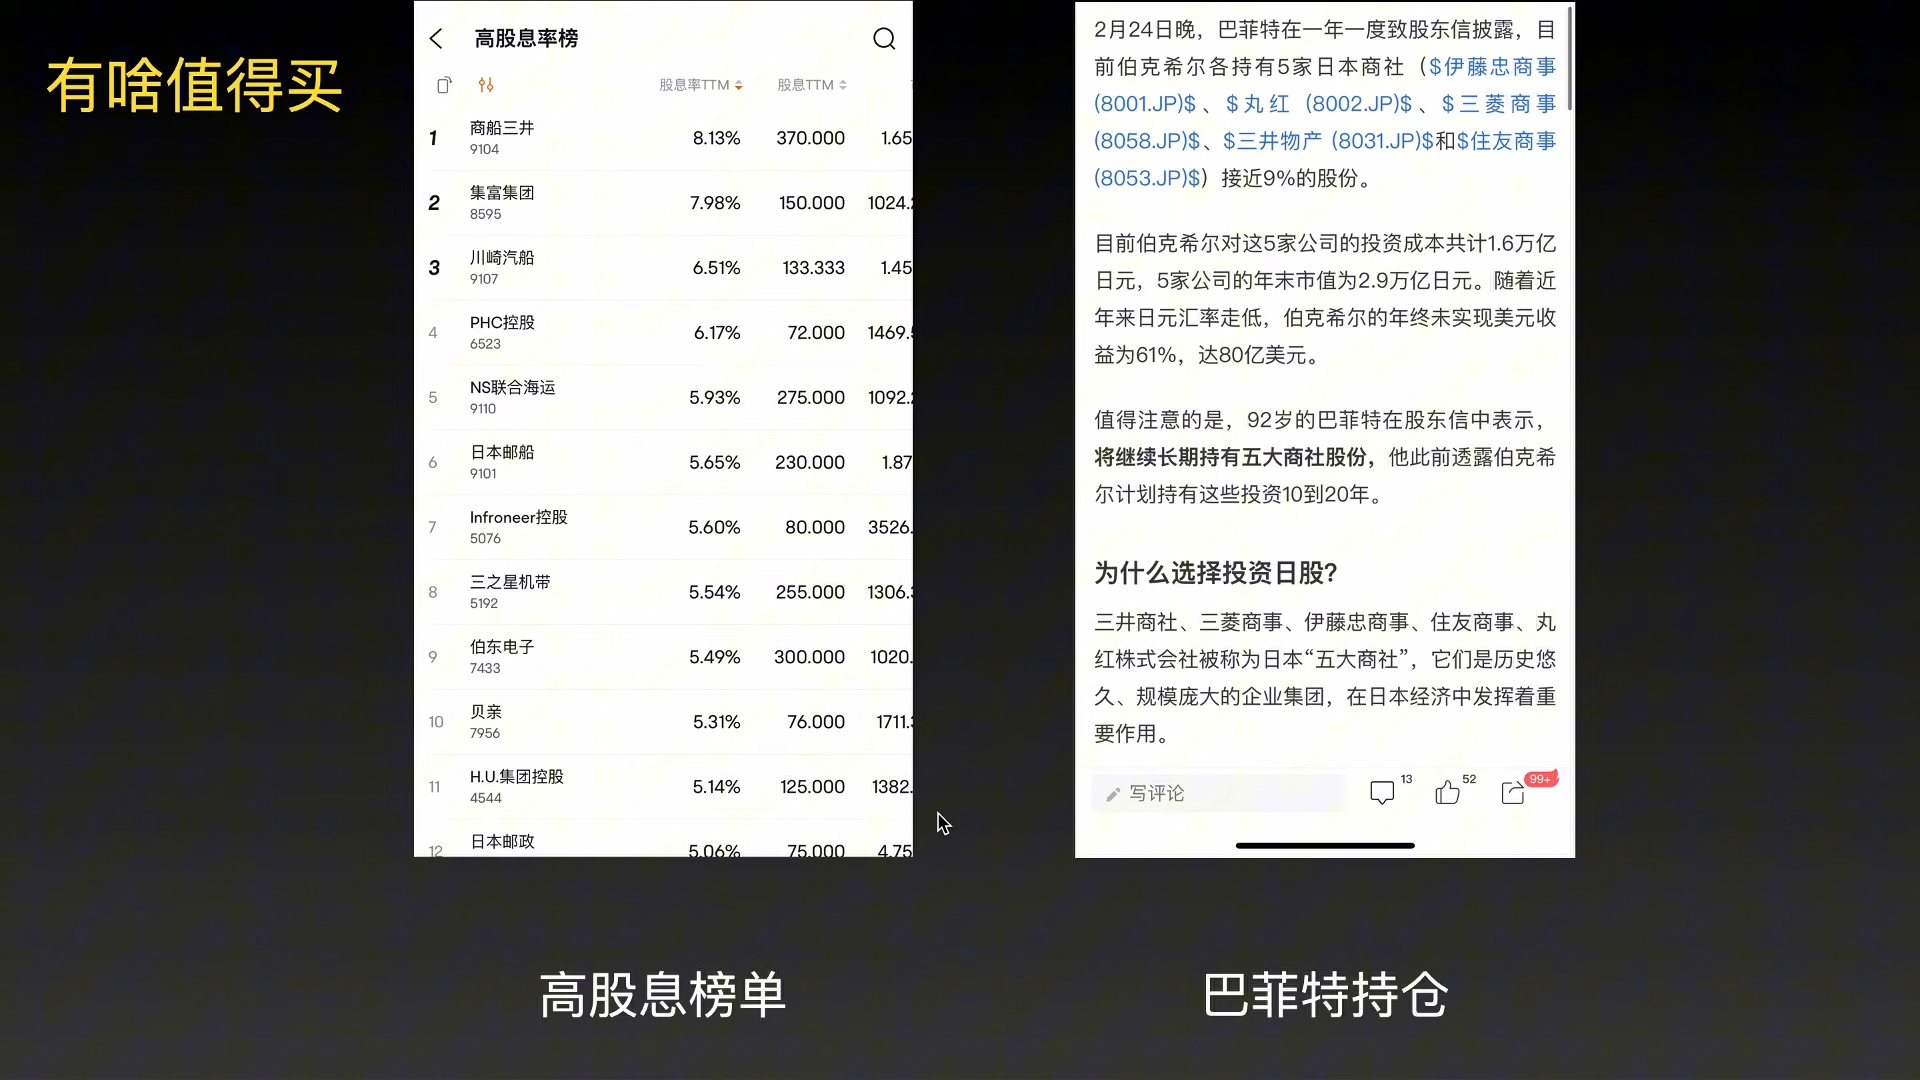 有啥值得买
高股息率榜
股息率TTM 股息TTM
1 商船三井 8.13% 370.000 1.65
9104
2 集富集团 7.98% 150.000 1024.
8595
3 川崎汽船 6.51% 133.333 1.45
9107
4 PHC控股 6.17% 72.000 1469.
6523
5 NS联合海运 5.93% 275.000 1092.
9110
6 日本邮船 5.65% 230.000 1.87
9101
7 Infroneer控股 5.60% 80.000 3526.
5076
8 三之星机带 5.54% 255.000 1306.
5192
9 伯东电子 5.49% 300.000 1020.
7433
10 贝亲 5.31% 76.000 1711.
7956
11 H.U.集团控股 5.14% 125.000 1382.
4544
12 日本邮政 5.06% 75.000 4.75
高股息榜单
2月24日晚，巴菲特在一年一度致股东信披露，目
前伯克希尔各持有5家日本商社（$伊藤忠商事
(8001.JP)$、$丸红 (8002.JP)$、$三菱商事
(8058.JP)$、$三井物产 (8031.JP)$和$住友商事
(8053.JP)$）接近9%的股份。
目前伯克希尔对这5家公司的投资成本共计1.6万亿
日元，5家公司的年末市值为2.9万亿日元。随着近
年来日元汇率走低，伯克希尔的年终未实现美元收
益为61%，达80亿美元。
值得注意的是，92岁的巴菲特在股东信中表示，
将继续长期持有五大商社股份，他此前透露伯克希
尔计划持有这些投资10到20年。
为什么选择投资日股？
三井商社、三菱商事、伊藤忠商事、住友商事、丸
红株式会社被称为日本“五大商社”，它们是历史悠
久、规模庞大的企业集团，在日本经济中发挥着重
要作用。
写评论 13 52 99+
巴菲特持仓